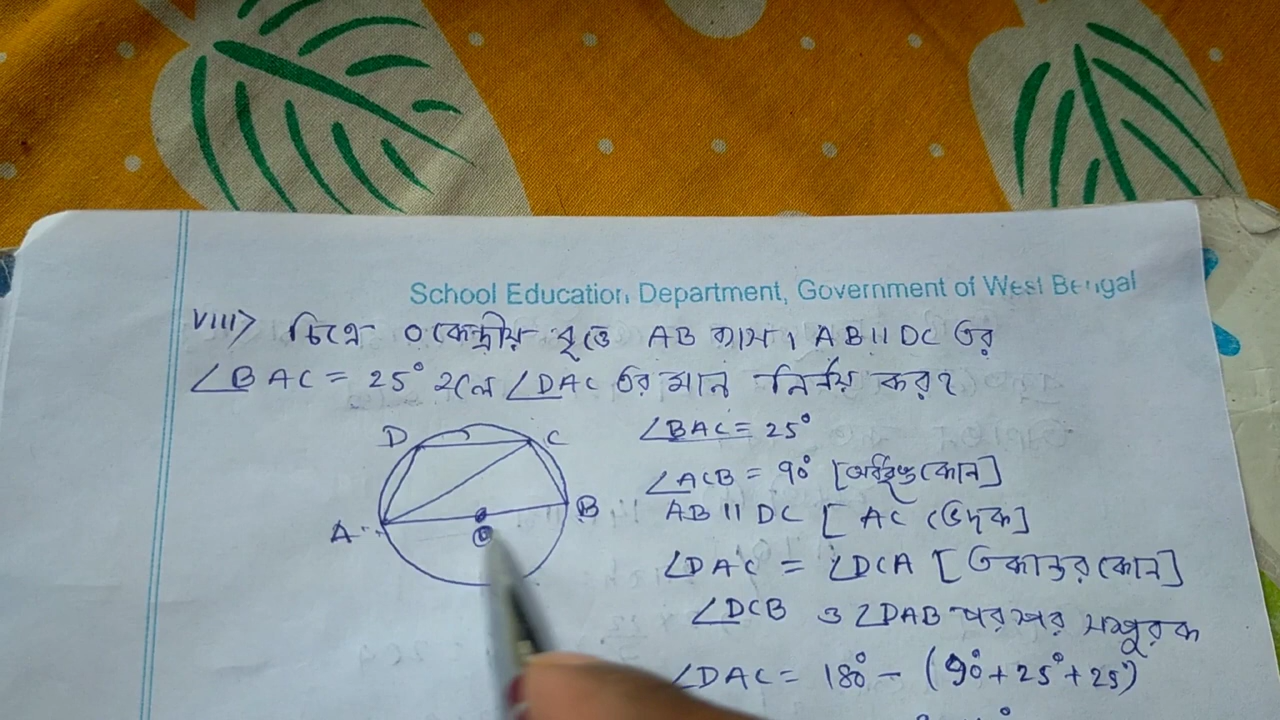 School Education Department, Government of West Bengal
VIII> চিত্রে O কেন্দ্রীয় বৃত্তে AB ব্যাস। AB॥DC এর
∠BAC = 25° হলে ∠DAC এর মান নির্ণয় কর?
D C
A B
O
∠BAC = 25°
∠ACB = 90° [অর্ধবৃত্তস্থ কোন]
AB॥DC [AC ভেদক]
∠DAC = ∠DCA [একান্তর কোন]
∠DCB ও ∠DAB পরস্পর সম্পূরক
∠DAC = 180° - (90° + 25° + 25°)